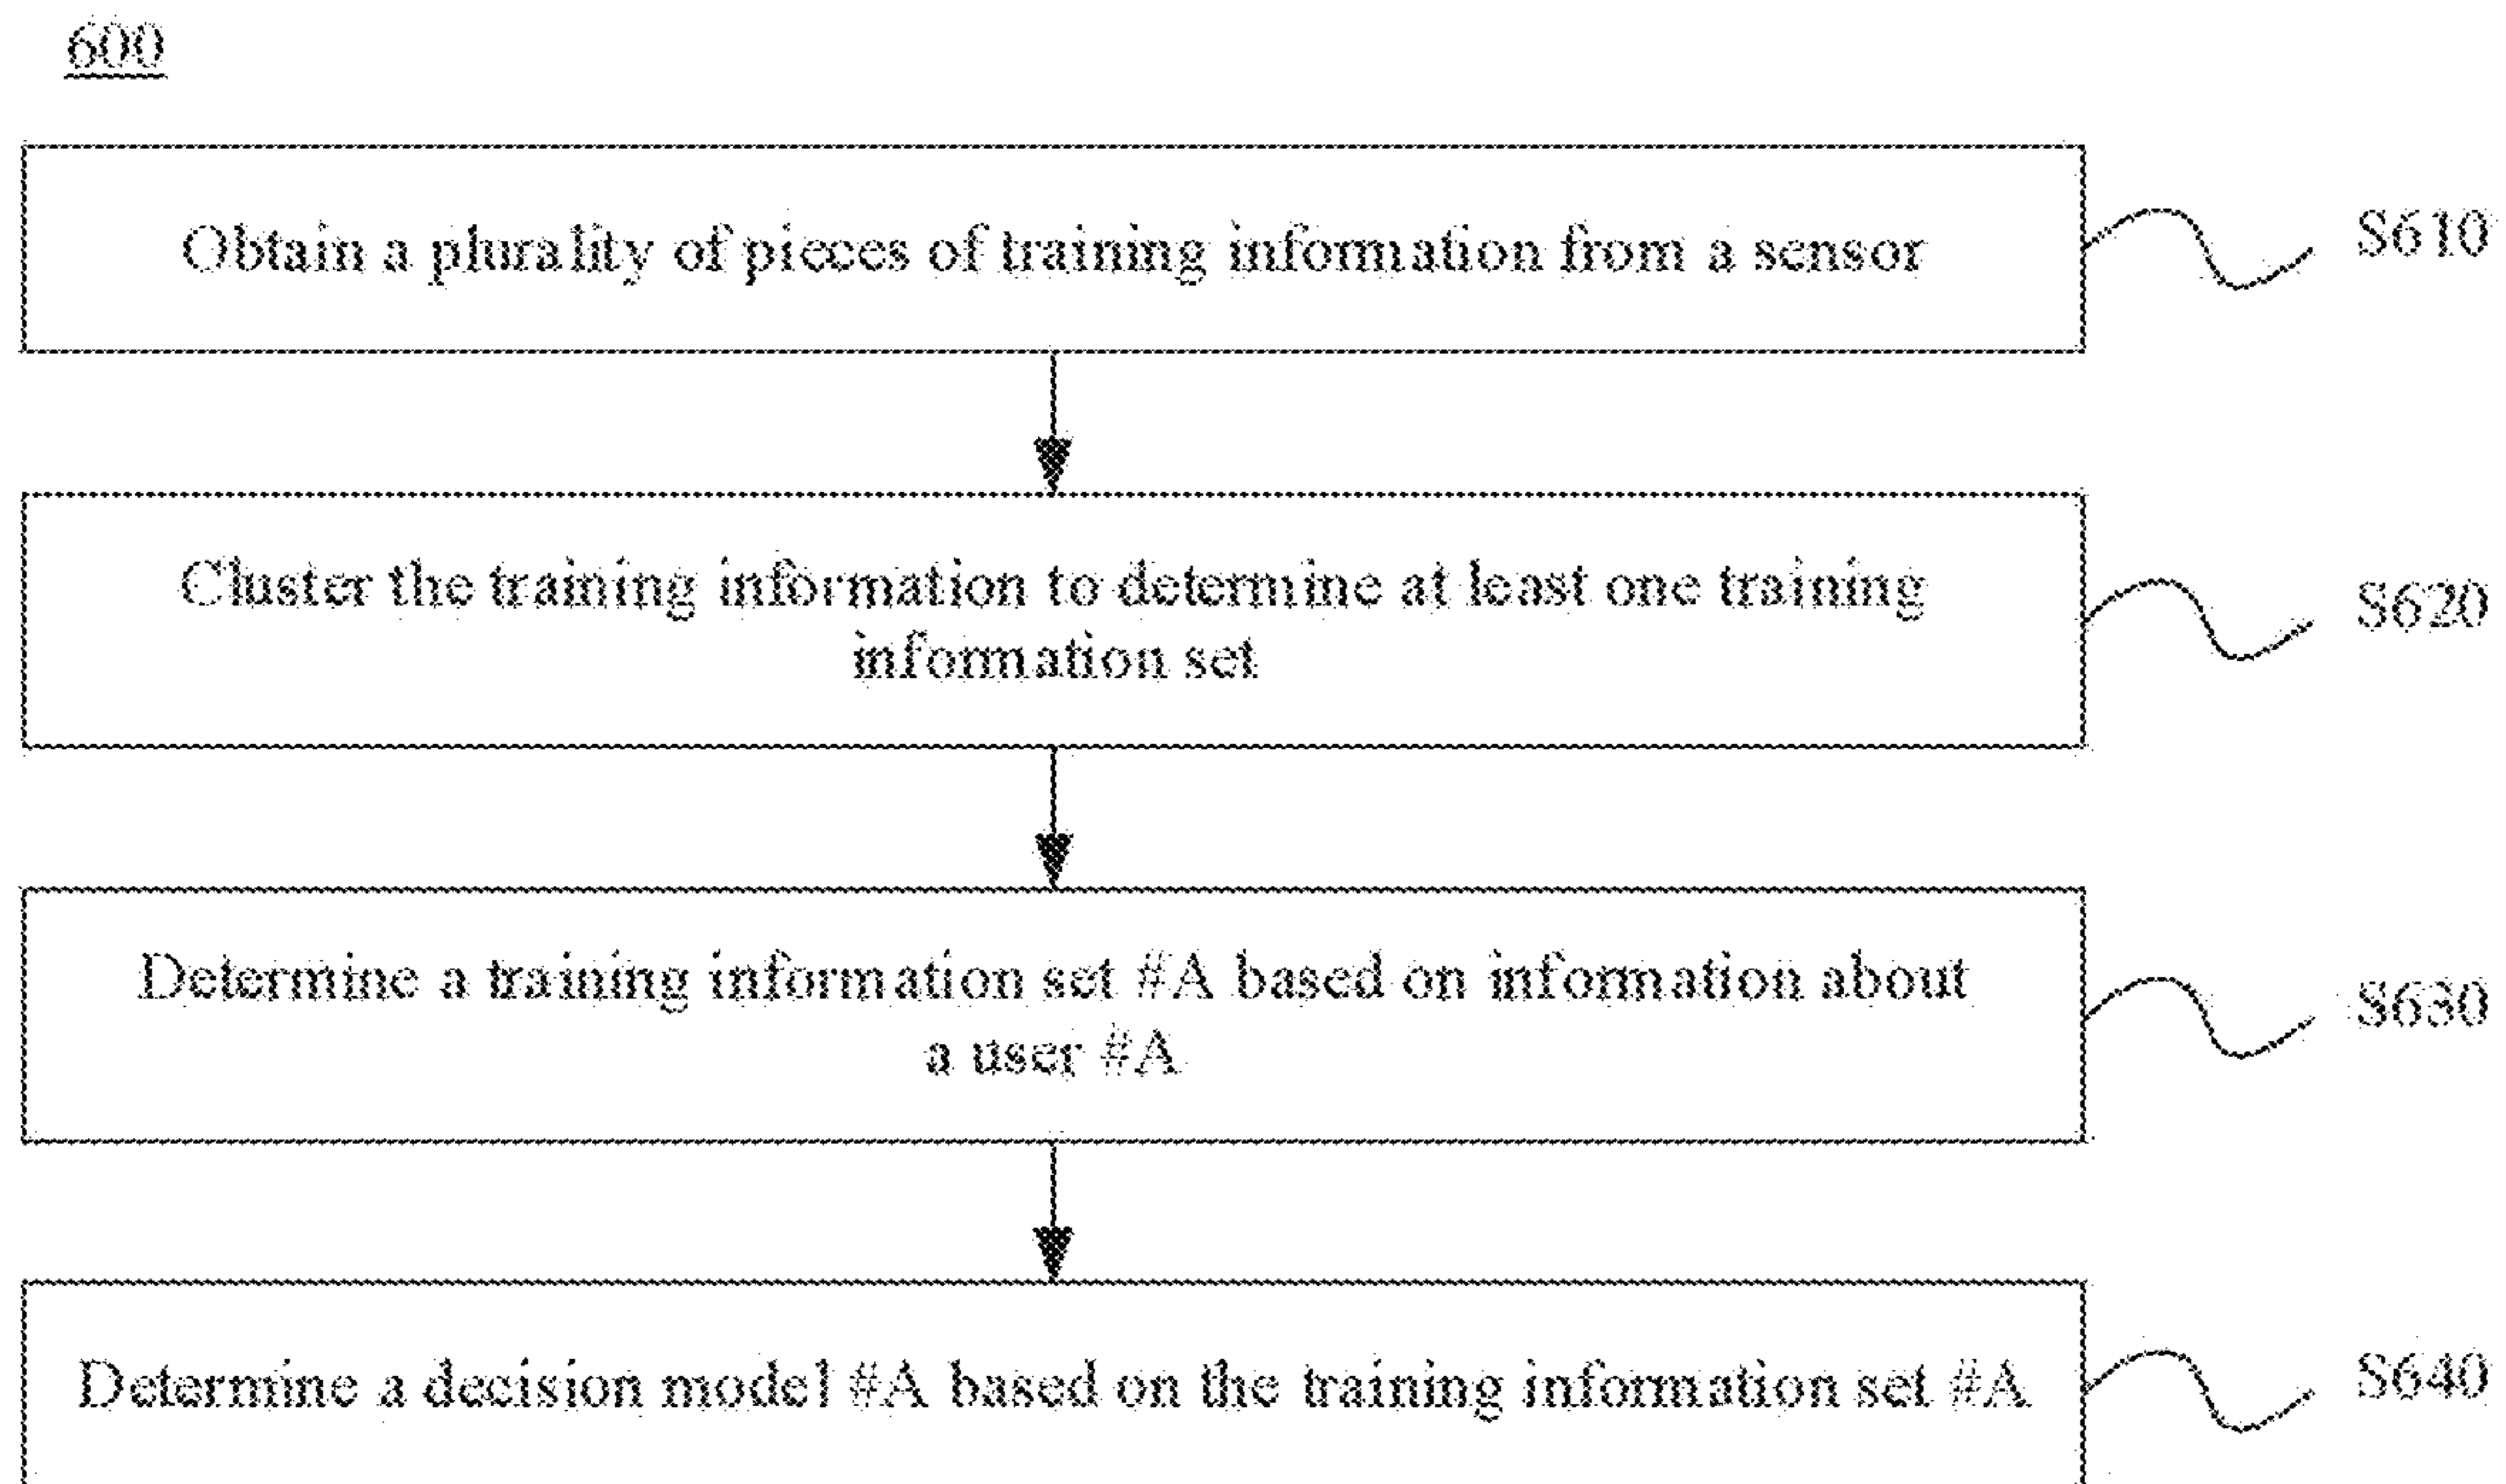 600
Obtain a plurality of pieces of training information from a sensor
S610
Cluster the training information to determine at least one training
information set
S620
Determine a training information set #A based on information about
a user #A
S630
Determine a decision model #A based on the training information set #A
S640